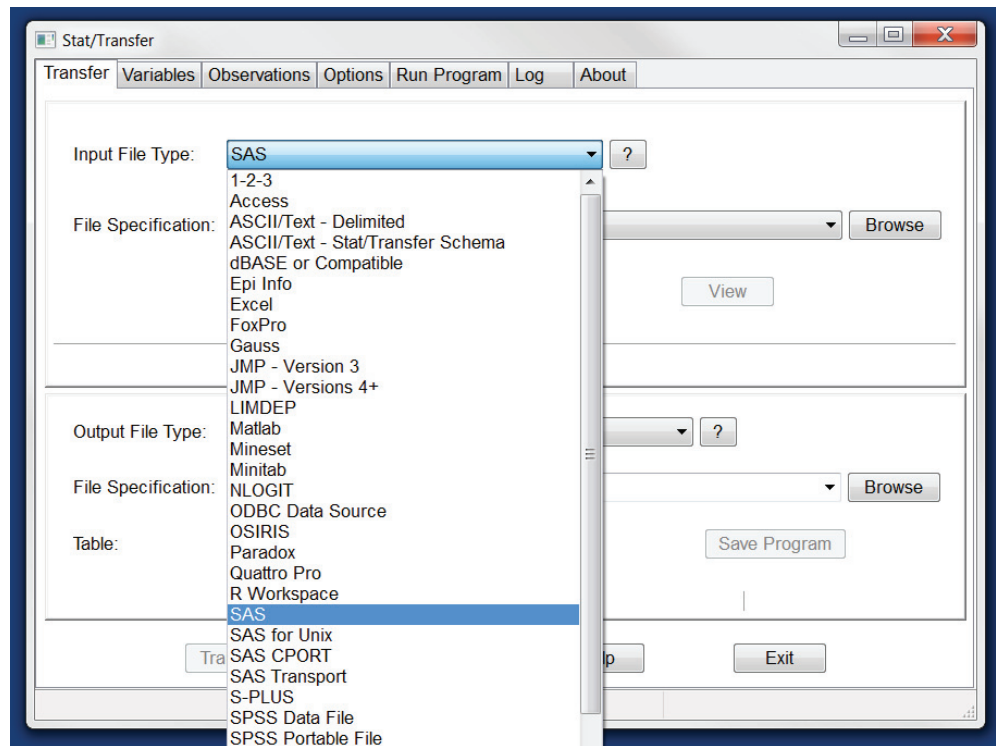 Stat/Transfer
Transfer Variables Observations Options Run Program Log About
Input File Type: SAS ?
1-2-3
Access
File Specification: ASCII/Text - Delimited Browse
ASCII/Text - Stat/Transfer Schema
dBASE or Compatible
Epi Info View
Excel
FoxPro
Gauss
JMP - Version 3
JMP - Versions 4+
LIMDEP
Output File Type: Matlab ?
Mineset
Minitab
File Specification: NLOGIT Browse
ODBC Data Source
OSIRIS
Table: Paradox Save Program
Quattro Pro
R Workspace
SAS
SAS for Unix
Tra SAS CPORT lp Exit
SAS Transport
S-PLUS
SPSS Data File
SPSS Portable File